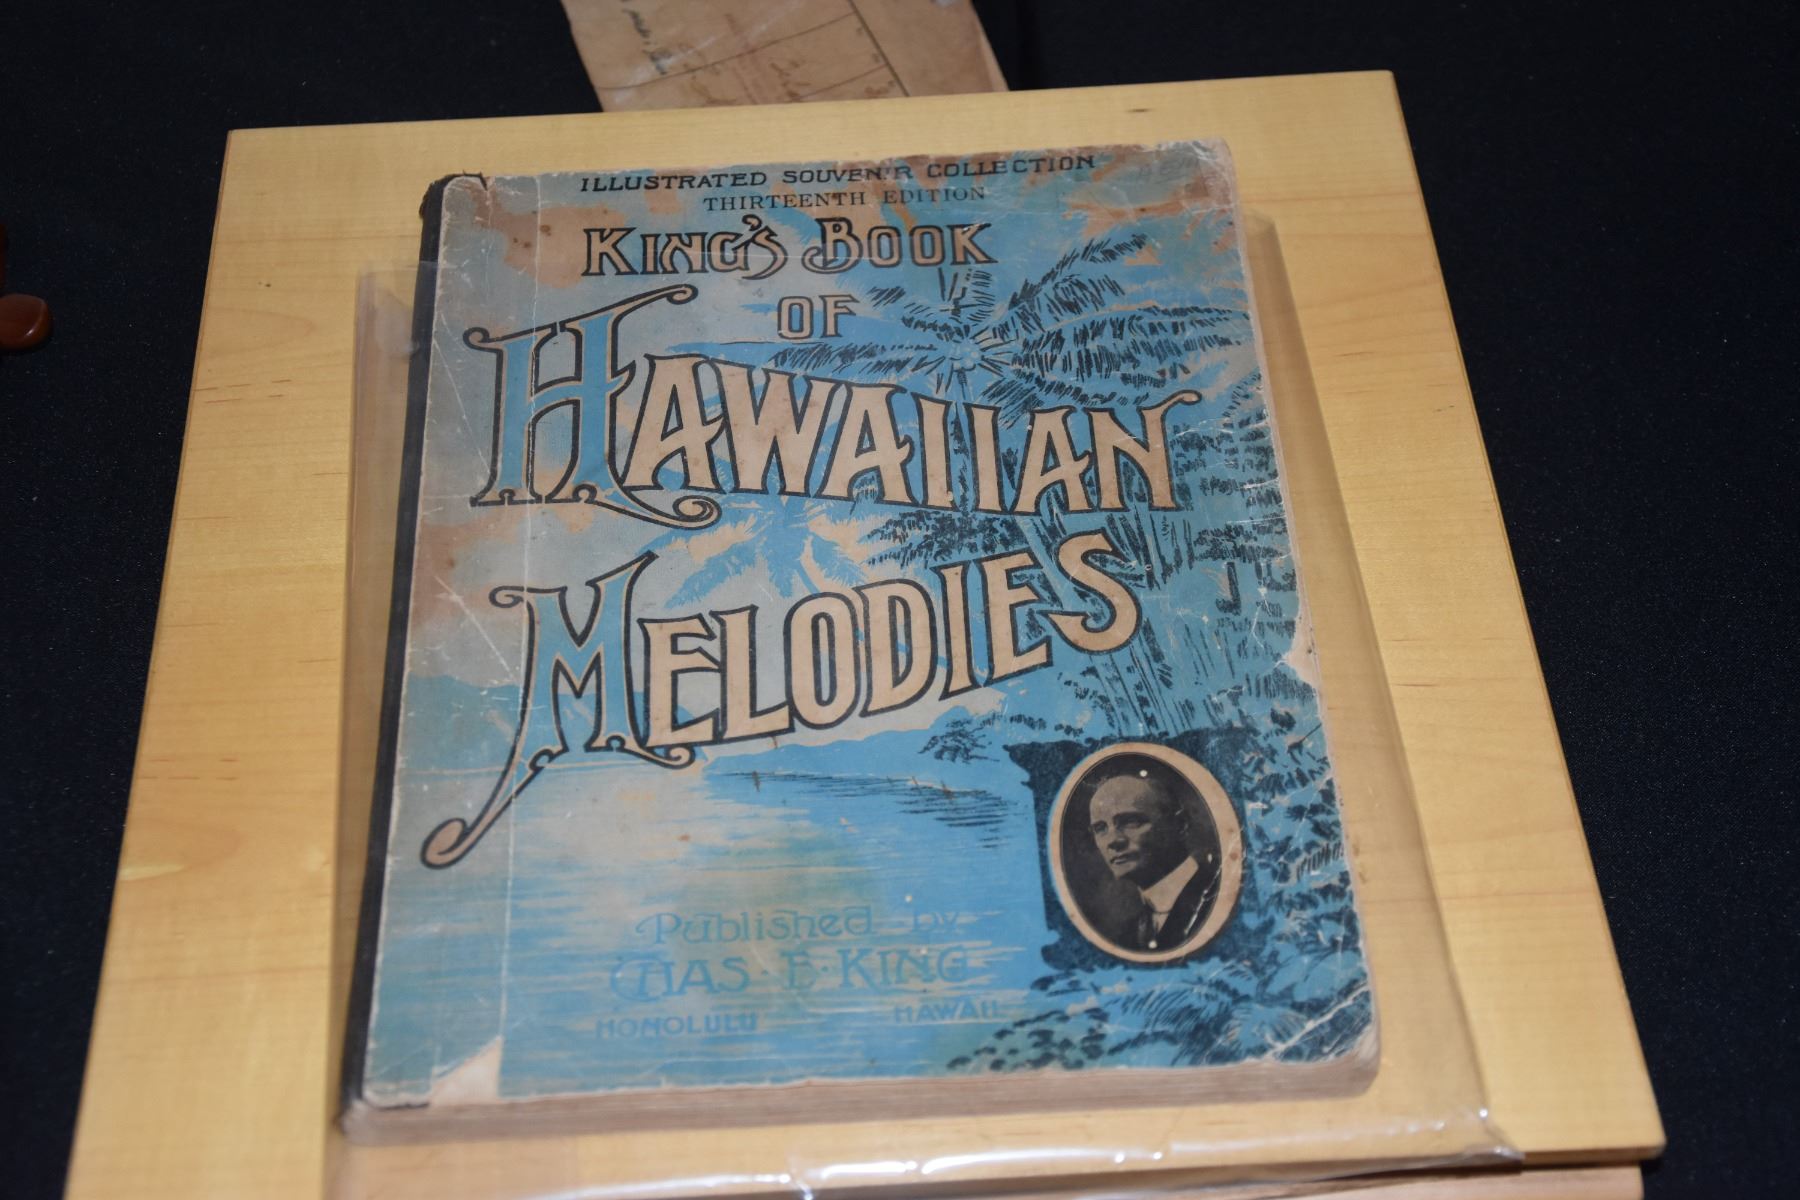 ILLUSTRATED SOUVENIR COLLECTION
THIRTEENTH EDITION
KING'S BOOK
OF
HAWAIIAN
MELODIES
Published by
CHAS · E · KING
HONOLULU HAWAII